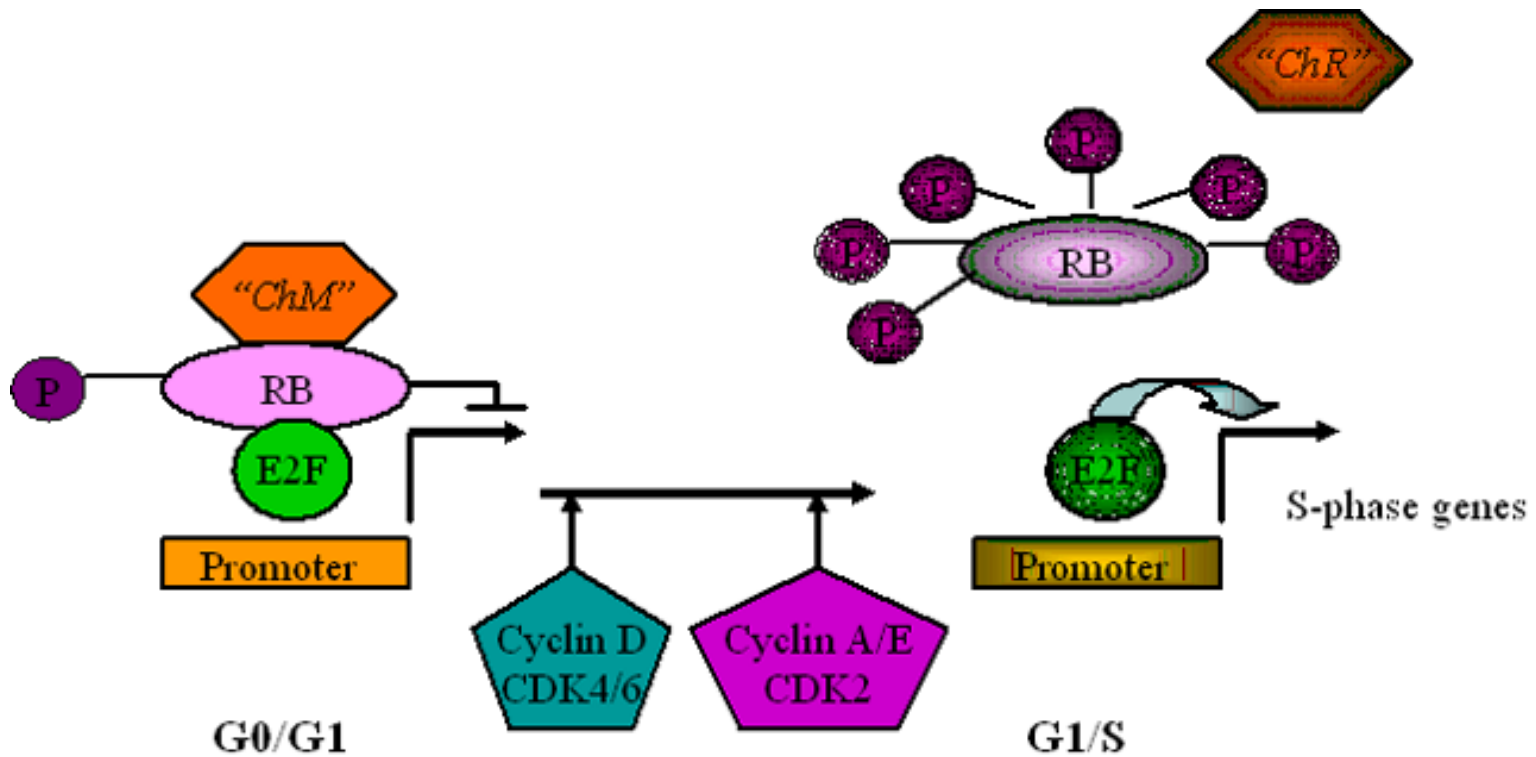 “ChR”
P
P
P
P
P
RB
P
P
“ChM”
P
RB
E2F
E2F
S-phase genes
Promoter
Promoter
Cyclin D
CDK4/6
Cyclin A/E
CDK2
G0/G1
G1/S